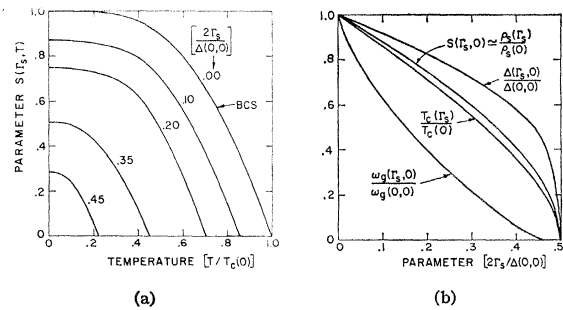 1.0
.8
.6
.4
.2
0
PARAMETER S(Γs,T)
[2Γs / Δ(0,0)]
.00
BCS
.10
.20
.35
.45
0 .2 .4 .6 .8 1.0
TEMPERATURE [T/Tc(0)]
(a)
1.0
.8
.6
.4
.2
0
S(Γs,0) ≃ ρs(Γs) / ρs(0)
Δ(Γs,0) / Δ(0,0)
Tc(Γs) / Tc(0)
ωg(Γs,0) / ωg(0,0)
0 .1 .2 .3 .4 .5
PARAMETER [2Γs/Δ(0,0)]
(b)